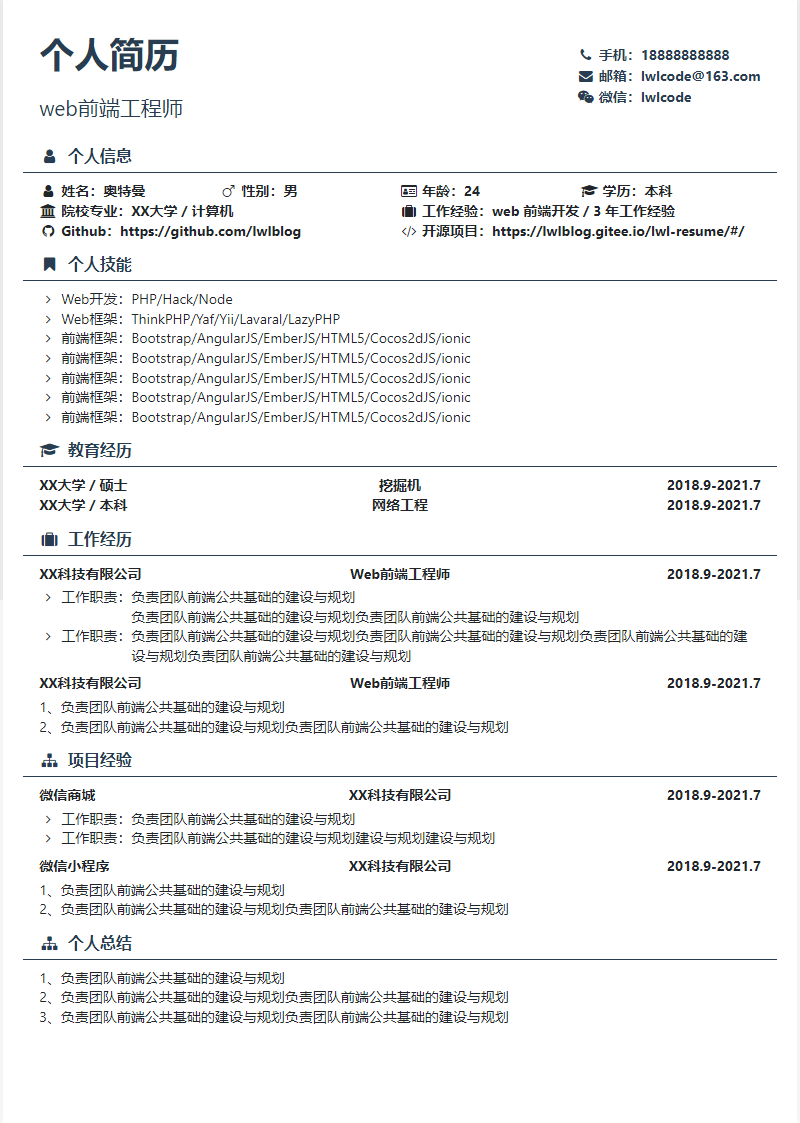 个人简历
web前端工程师
手机：18888888888
邮箱：lwlcode@163.com
微信：lwlcode
个人信息
姓名：奥特曼 性别：男 年龄：24 学历：本科
院校专业：XX大学 / 计算机 工作经验：web 前端开发 / 3 年工作经验
Github：https://github.com/lwlblog 开源项目：https://lwlblog.gitee.io/lwl-resume/#/
个人技能
Web开发：PHP/Hack/Node
Web框架：ThinkPHP/Yaf/Yii/Lavaral/LazyPHP
前端框架：Bootstrap/AngularJS/EmberJS/HTML5/Cocos2dJS/ionic
前端框架：Bootstrap/AngularJS/EmberJS/HTML5/Cocos2dJS/ionic
前端框架：Bootstrap/AngularJS/EmberJS/HTML5/Cocos2dJS/ionic
前端框架：Bootstrap/AngularJS/EmberJS/HTML5/Cocos2dJS/ionic
前端框架：Bootstrap/AngularJS/EmberJS/HTML5/Cocos2dJS/ionic
教育经历
XX大学 / 硕士 挖掘机 2018.9-2021.7
XX大学 / 本科 网络工程 2018.9-2021.7
工作经历
XX科技有限公司 Web前端工程师 2018.9-2021.7
工作职责：负责团队前端公共基础的建设与规划
负责团队前端公共基础的建设与规划负责团队前端公共基础的建设与规划
工作职责：负责团队前端公共基础的建设与规划负责团队前端公共基础的建设与规划负责团队前端公共基础的建
设与规划负责团队前端公共基础的建设与规划
XX科技有限公司 Web前端工程师 2018.9-2021.7
1、负责团队前端公共基础的建设与规划
2、负责团队前端公共基础的建设与规划负责团队前端公共基础的建设与规划
项目经验
微信商城 XX科技有限公司 2018.9-2021.7
工作职责：负责团队前端公共基础的建设与规划
工作职责：负责团队前端公共基础的建设与规划建设与规划建设与规划
微信小程序 XX科技有限公司 2018.9-2021.7
1、负责团队前端公共基础的建设与规划
2、负责团队前端公共基础的建设与规划负责团队前端公共基础的建设与规划
个人总结
1、负责团队前端公共基础的建设与规划
2、负责团队前端公共基础的建设与规划负责团队前端公共基础的建设与规划
3、负责团队前端公共基础的建设与规划负责团队前端公共基础的建设与规划